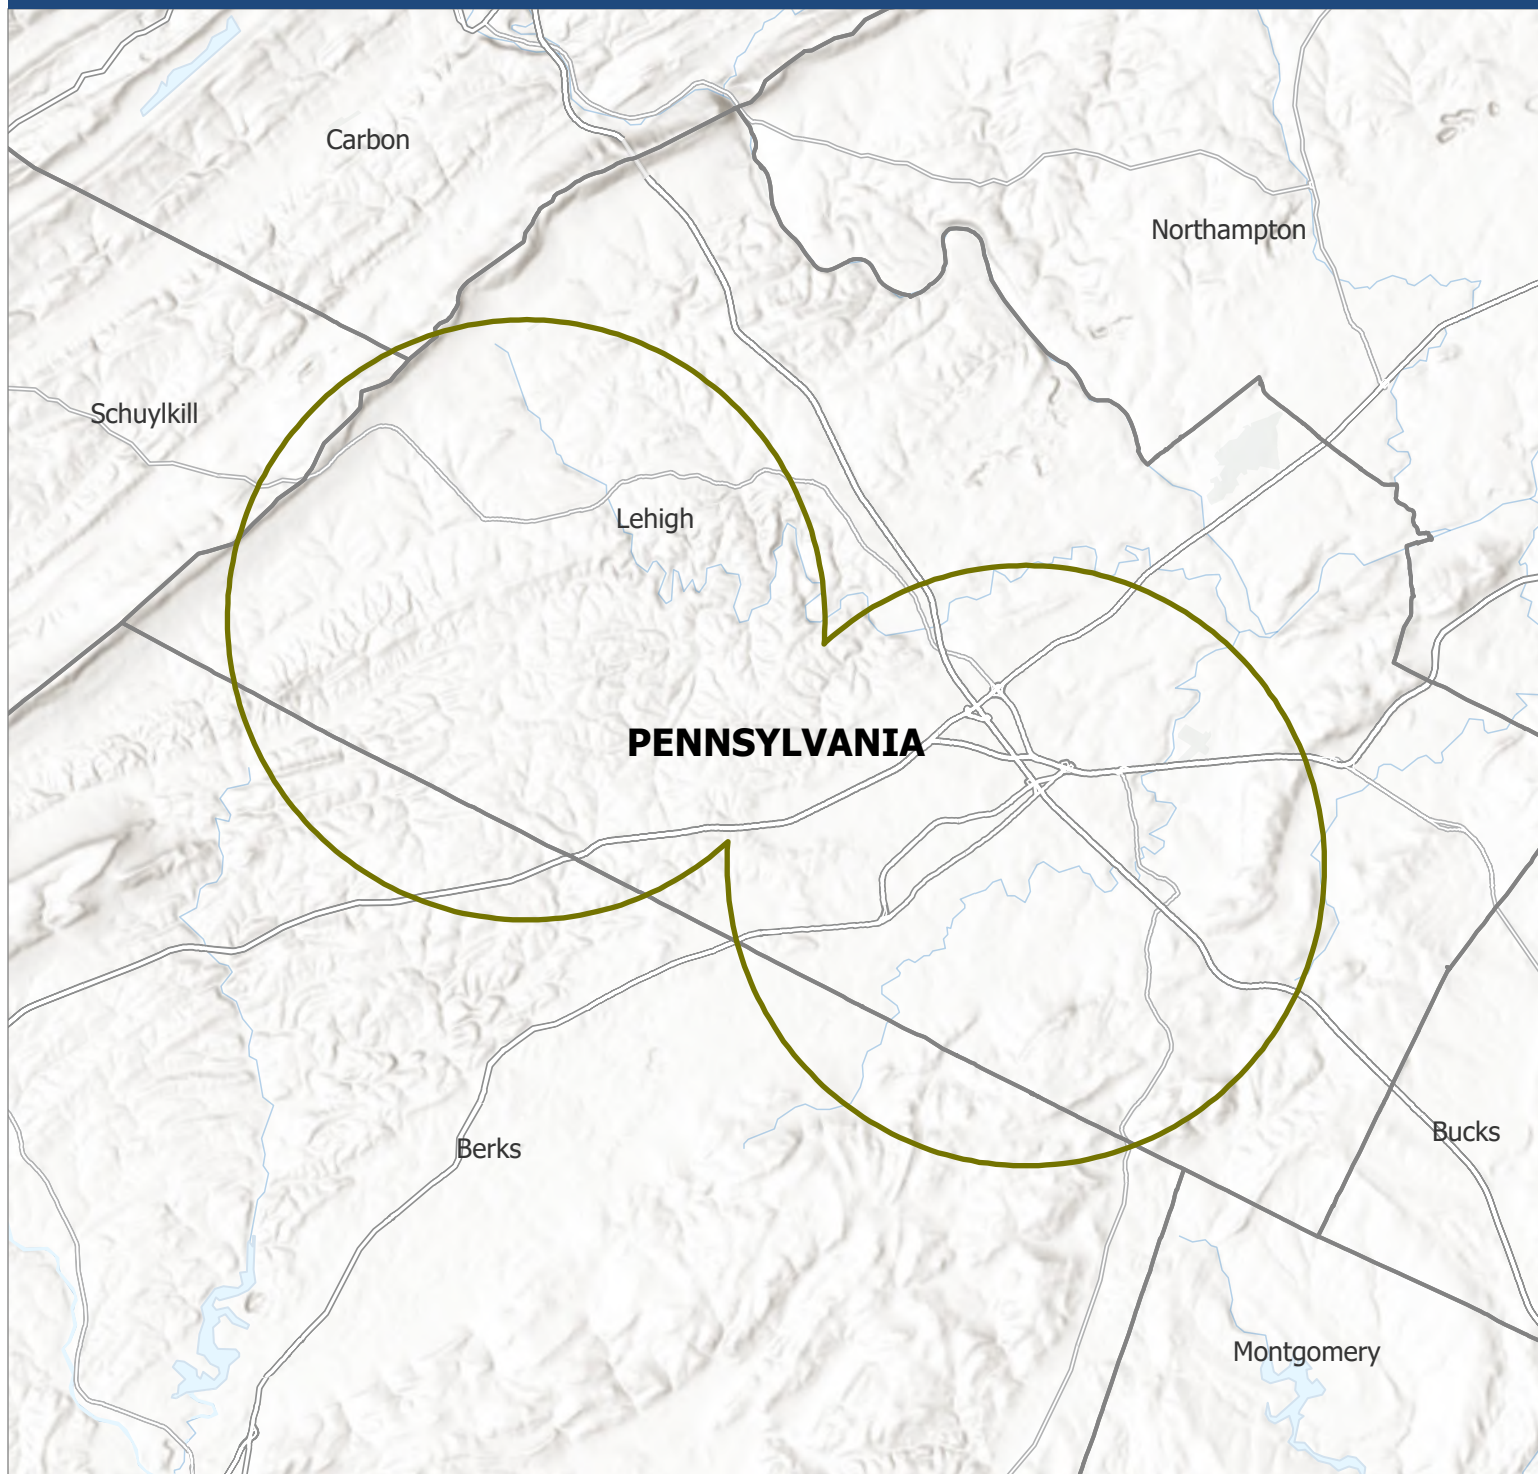 Carbon
Northampton
Schuylkill
Lehigh
PENNSYLVANIA
Berks
Bucks
Montgomery